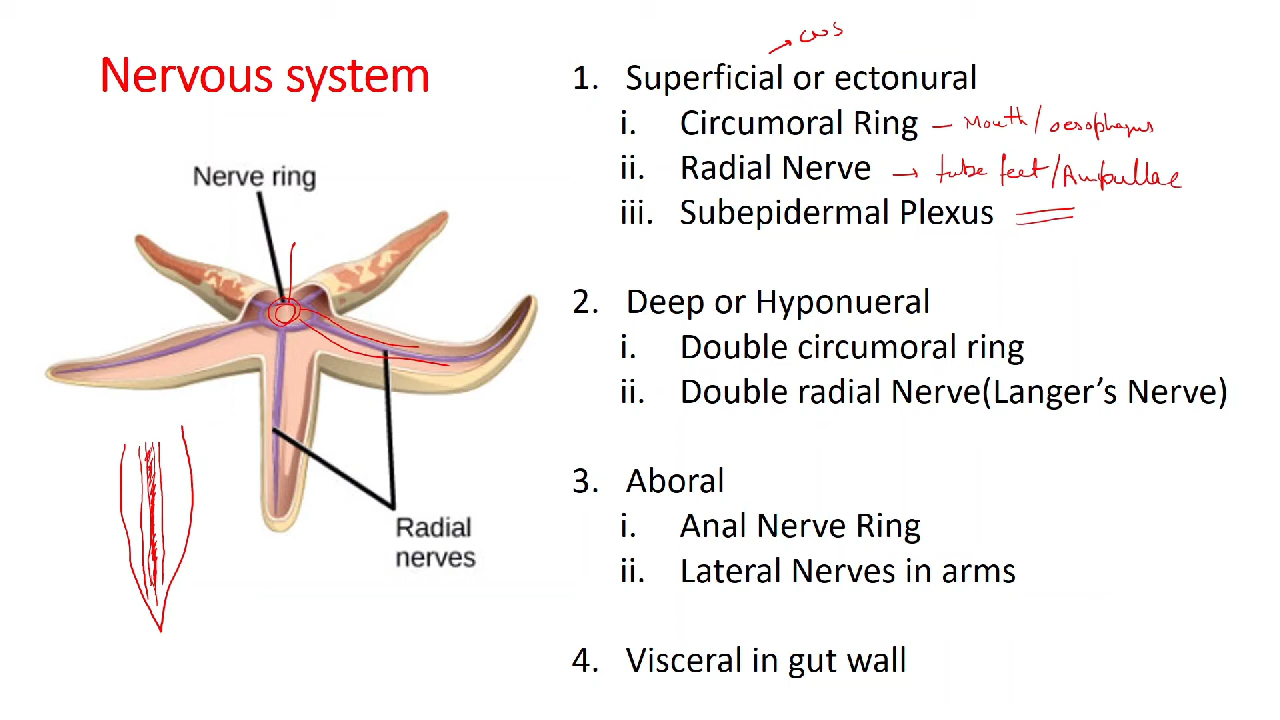 Nervous system
Nerve ring
Radial
nerves
1. Superficial or ectonural
i. Circumoral Ring – Mouth/oesophagus
ii. Radial Nerve → tube feet/Ampullae
iii. Subepidermal Plexus
2. Deep or Hyponueral
i. Double circumoral ring
ii. Double radial Nerve(Langer’s Nerve)
3. Aboral
i. Anal Nerve Ring
ii. Lateral Nerves in arms
4. Visceral in gut wall